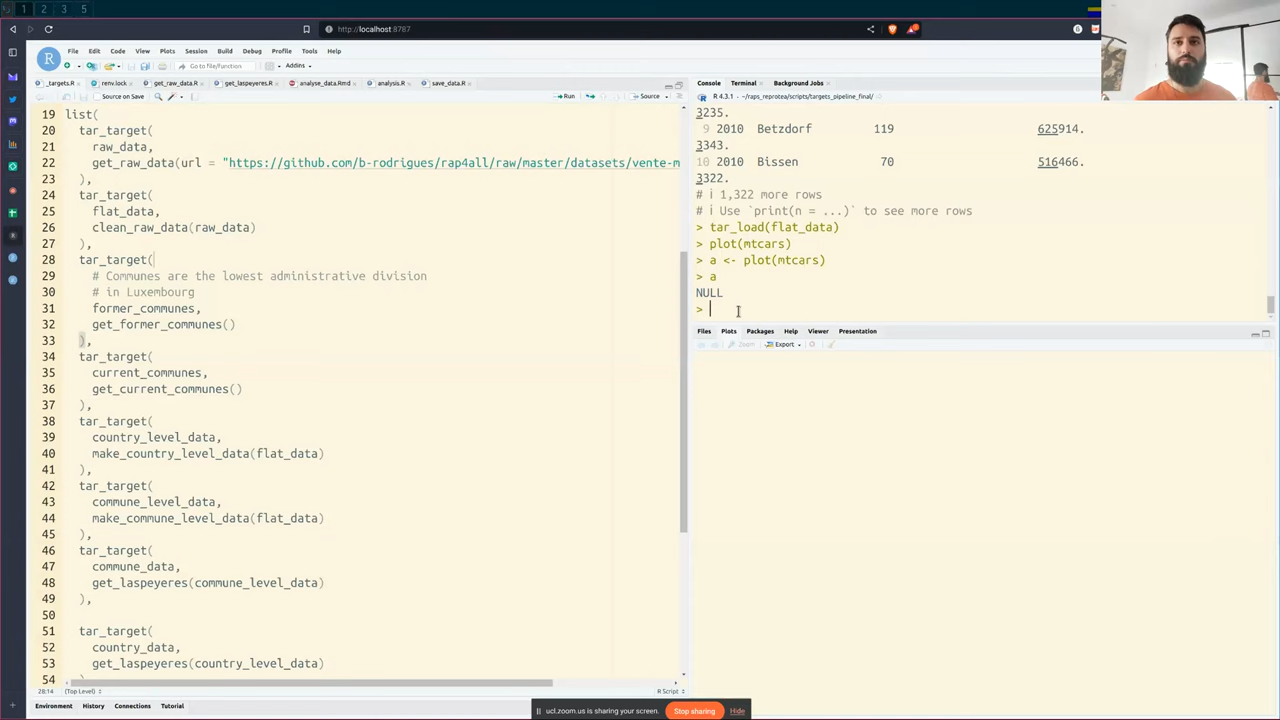 1 2 3 5
http://localhost:8787
File Edit Code View Plots Session Build Debug Profile Tools Help
Go to file/function
Addins
_targets.R renv.lock get_raw_data.R get_laspeyeres.R analyse_data.Rmd analysis.R save_data.R
Source on Save Run Source
19 list(
20 tar_target(
21 raw_data,
22 get_raw_data(url = "https://github.com/b-rodrigues/rap4all/raw/master/datasets/vente-m
23 ),
24 tar_target(
25 flat_data,
26 clean_raw_data(raw_data)
27 ),
28 tar_target(
29 # Communes are the lowest administrative division
30 # in Luxembourg
31 former_communes,
32 get_former_communes()
33 ),
34 tar_target(
35 current_communes,
36 get_current_communes()
37 ),
38 tar_target(
39 country_level_data,
40 make_country_level_data(flat_data)
41 ),
42 tar_target(
43 commune_level_data,
44 make_commune_level_data(flat_data)
45 ),
46 tar_target(
47 commune_data,
48 get_laspeyeres(commune_level_data)
49 ),
50
51 tar_target(
52 country_data,
53 get_laspeyeres(country_level_data)
54
28:14 (Top Level) R Script
Environment History Connections Tutorial
Console Terminal Background Jobs
R 4.3.1 · ~/raps_reprotea/scripts/targets_pipeline_final/
3235.
9 2010 Betzdorf 119 625914.
3343.
10 2010 Bissen 70 516466.
3322.
# i 1,322 more rows
# i Use `print(n = ...)` to see more rows
> tar_load(flat_data)
> plot(mtcars)
> a <- plot(mtcars)
> a
NULL
>
Files Plots Packages Help Viewer Presentation
Zoom Export
ucl.zoom.us is sharing your screen. Stop sharing Hide